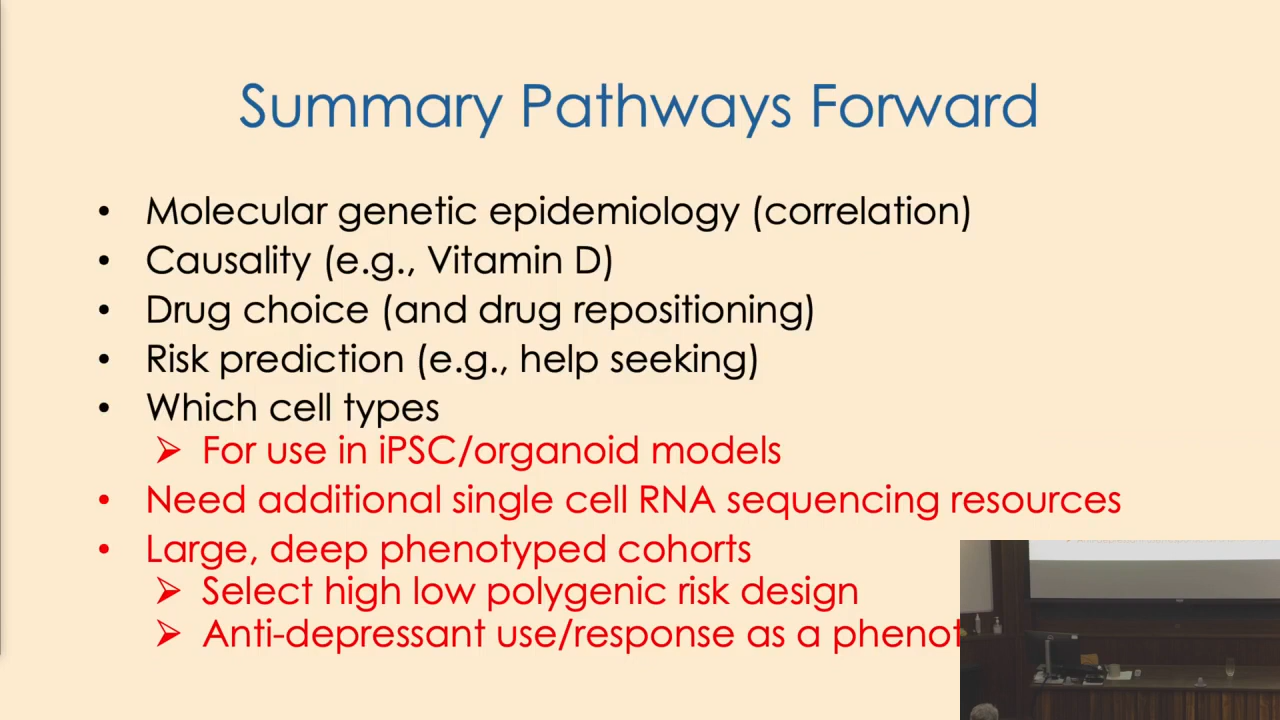 Summary Pathways Forward
• Molecular genetic epidemiology (correlation)
• Causality (e.g., Vitamin D)
• Drug choice (and drug repositioning)
• Risk prediction (e.g., help seeking)
• Which cell types
➢ For use in iPSC/organoid models
• Need additional single cell RNA sequencing resources
• Large, deep phenotyped cohorts
➢ Select high low polygenic risk design
➢ Anti-depressant use/response as a